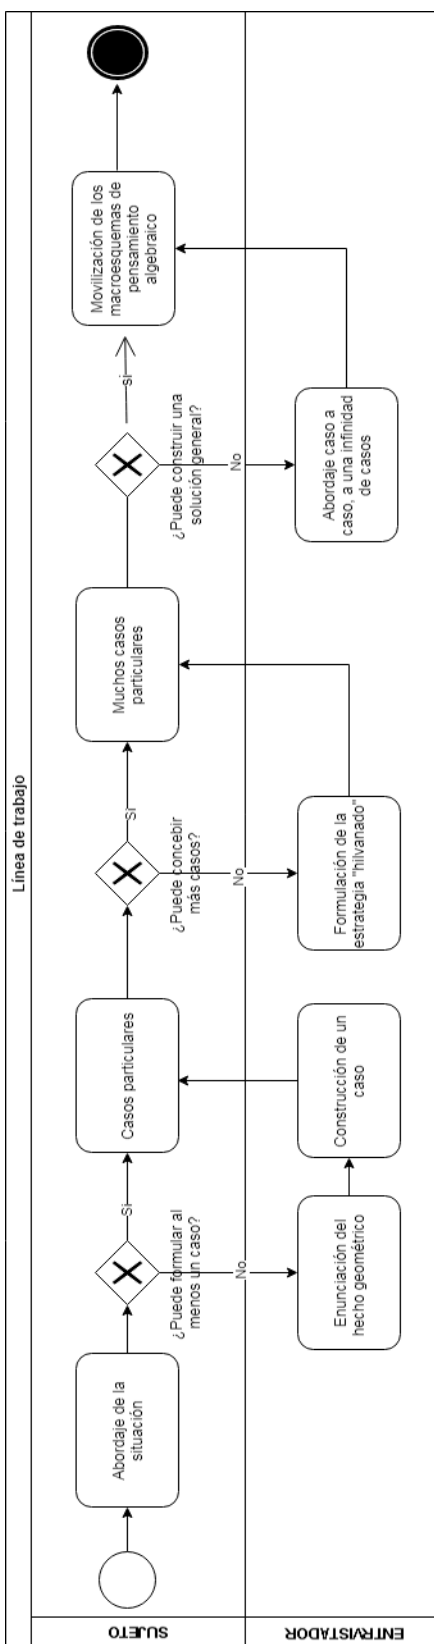 Línea de trabajo
SUJETO
Abordaje de la
situación
¿Puede formular al
menos un caso?
Si
No
Enunciación del
hecho geométrico
Construcción de un
caso
Casos particulares
¿Puede concebir
más casos?
Si
No
Formulación de la
estrategia "hilvanado"
Muchos casos
particulares
¿Puede construir una
solución general?
si
No
Abordaje caso a
caso, a una infinidad
de casos
Movilización de los
macroesquemas de
pensamiento
algebraico
ENTRVISTADOR